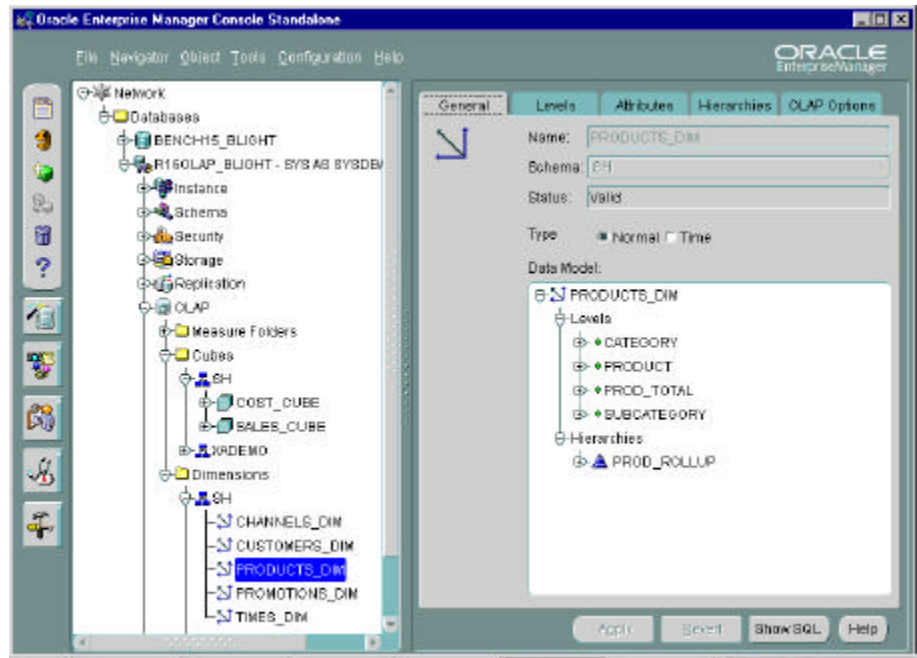 Oracle Enterprise Manager Console Standalone
File Navigator Object Tools Configuration Help
ORACLE
EnterpriseManager
Network
Databases
BENCH15_BLIGHT
R16OLAP_BLIGHT - SYS AS SYSDBA
Instance
Schema
Security
Storage
Replication
OLAP
Measure Folders
Cubes
SH
COST_CUBE
SALES_CUBE
XADEMO
Dimensions
SH
CHANNELS_DIM
CUSTOMERS_DIM
PRODUCTS_DIM
PROMOTIONS_DIM
TIMES_DIM
General Levels Attributes Hierarchies OLAP Options
Name: PRODUCTS_DIM
Schema: SH
Status: Valid
Type Normal Time
Data Model:
PRODUCTS_DIM
Levels
CATEGORY
PRODUCT
PROD_TOTAL
SUBCATEGORY
Hierarchies
PROD_ROLLUP
Apply Revert Show SQL Help